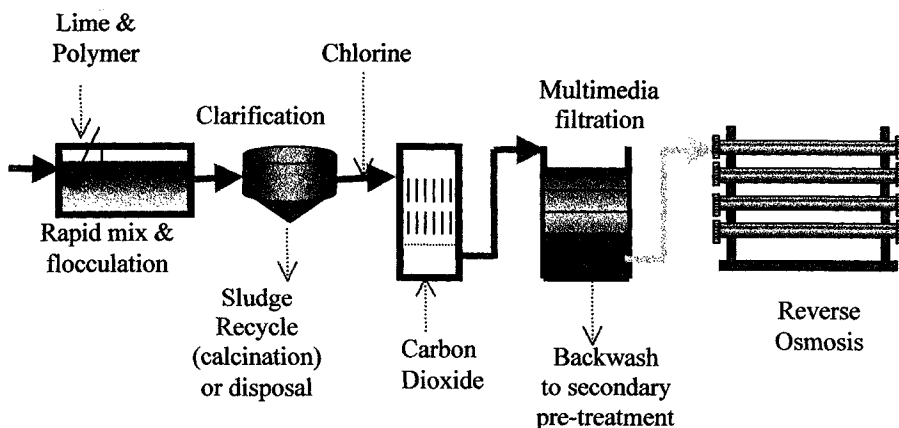 Lime &
Polymer
Chlorine
Clarification
Multimedia
filtration
Rapid mix &
flocculation
Sludge
Recycle
(calcination)
or disposal
Carbon
Dioxide
Backwash
to secondary
pre-treatment
Reverse
Osmosis